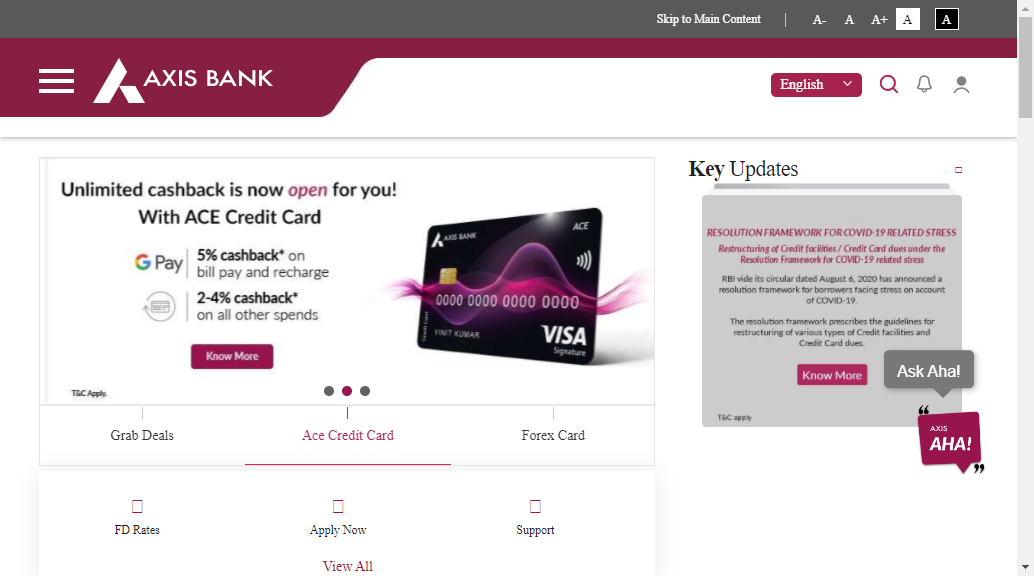 Skip to Main Content
A-
A
A+
A
A
AXIS BANK
English
Unlimited cashback is now open for you!
With ACE Credit Card
G Pay
5% cashback* on
bill pay and recharge
2-4% cashback*
on all other spends
Know More
T&C Apply.
AXIS BANK
ACE
0000 0000 0000 0000
Credit Card
VINIT KUMAR
VISA
Signature
Grab Deals
Ace Credit Card
Forex Card
FD Rates
Apply Now
Support
View All
Key Updates
RESOLUTION FRAMEWORK FOR COVID-19 RELATED STRESS
Restructuring of Credit facilities / Credit Card dues under the
Resolution Framework for COVID-19 related stress
RBI vide its circular dated August 6, 2020 has announced a
resolution framework for borrowers facing stress on account
of COVID-19.
The resolution framework prescribes the guidelines for
restructuring of various types of Credit facilities and
Credit Card dues.
Know More
T&C apply
Ask Aha!
“
AXIS
AHA!
”